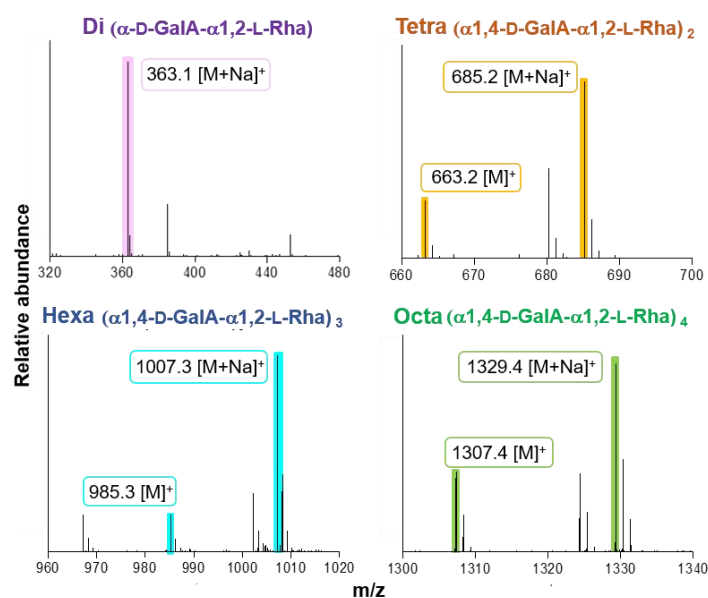 Di (α-D-GalA-α1,2-L-Rha)
363.1 [M+Na]⁺
320 360 400 440 480
Tetra (α1,4-D-GalA-α1,2-L-Rha) ₂
685.2 [M+Na]⁺
663.2 [M]⁺
660 670 680 690 700
Relative abundance
Hexa (α1,4-D-GalA-α1,2-L-Rha) ₃
1007.3 [M+Na]⁺
985.3 [M]⁺
960 970 980 990 1000 1010 1020
Octa (α1,4-D-GalA-α1,2-L-Rha) ₄
1329.4 [M+Na]⁺
1307.4 [M]⁺
1300 1310 1320 1330 1340
m/z